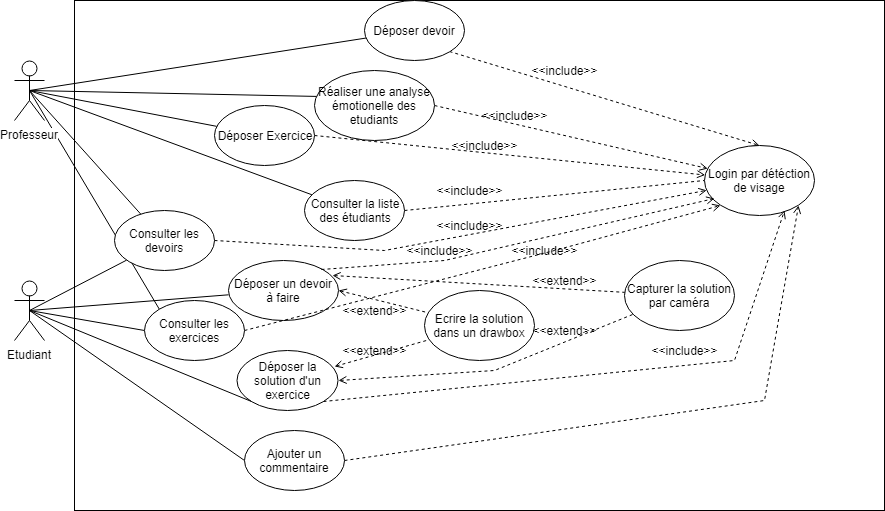 Déposer devoir
<<include>>
Réaliser une analyse
émotionelle des
etudiants
<<include>>
Professeur
Déposer Exercice
<<include>>
Login par détéction
de visage
Consulter la liste
des étudiants
<<include>>
Consulter les
devoirs
<<include>>
<<include>>
<<include>>
Déposer un devoir
à faire
<<extend>>
Capturer la solution
par caméra
<<extend>>
Ecrire la solution
dans un drawbox
<<extend>>
Consulter les
exercices
Etudiant
<<extend>>
<<include>>
Déposer la
solution d'un
exercice
Ajouter un
commentaire